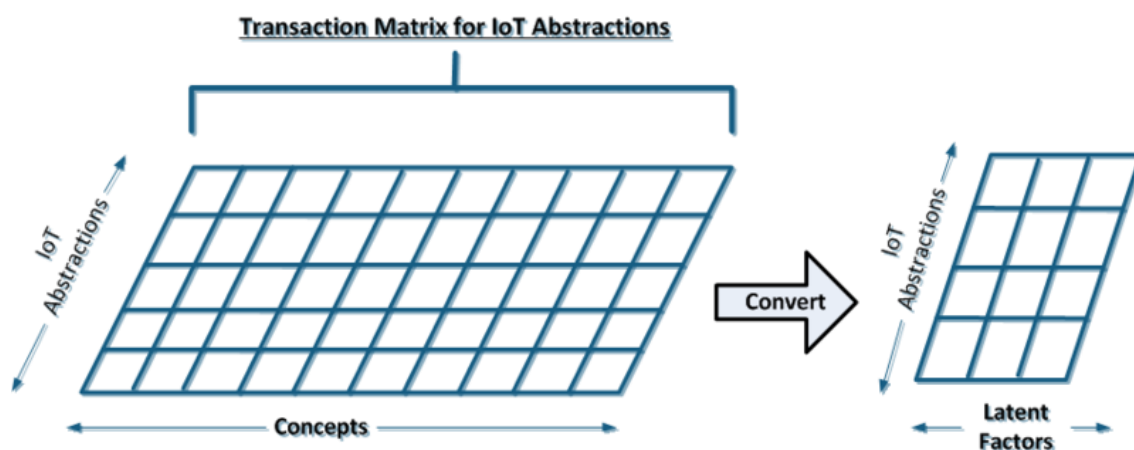 Transaction Matrix for IoT Abstractions
IoT
Abstractions
Convert
IoT
Abstractions
Concepts
Latent
Factors